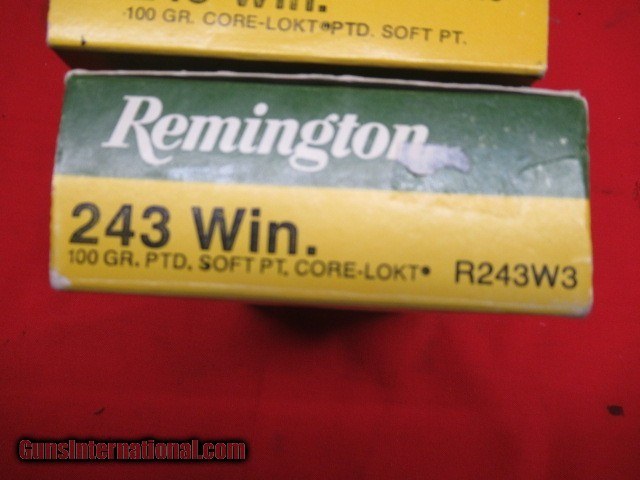 Win.
100 GR. CORE-LOKT® PTD. SOFT PT.
Remington
243 Win.
100 GR. PTD. SOFT PT. CORE-LOKT® R243W3
GunsInternational.com